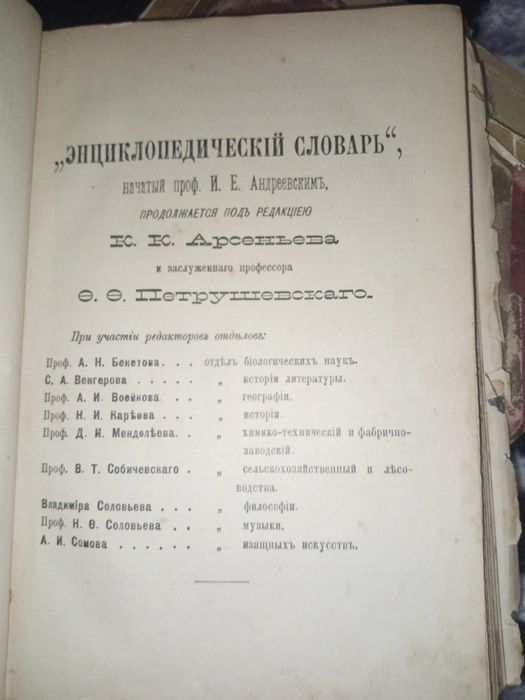 „ЭНЦИКЛОПЕДИЧЕСКІЙ СЛОВАРЬ“,
начатый проф. И. Е. Андреевскимъ,
ПРОДОЛЖАЕТСЯ ПОДЪ РЕДАКЦІЕЮ
К. К. Арсеньева
и заслуженнаго профессора
Ѳ. Ѳ. Петрушевскаго.
При участіи редакторовъ отдѣловъ:
Проф. А. Н. Бекетова . . . отдѣлъ біологическихъ наукъ.
С. А. Венгерова . . . . . „ исторіи литературы.
Проф. А. И. Воейкова . . . „ географіи.
Проф. Н. И. Карѣева . . . „ исторіи.
Проф. Д. И. Менделѣева . . „ химико-техническій и фабрично-
заводскій.
Проф. В. Т. Собичевскаго . „ сельскохозяйственный и лѣсо-
водства.
Владиміра Соловьева . . . „ философіи.
Проф. Н. Ѳ. Соловьева . . „ музыки.
А. И. Сомова . . . . . . „ изящныхъ искусствъ.